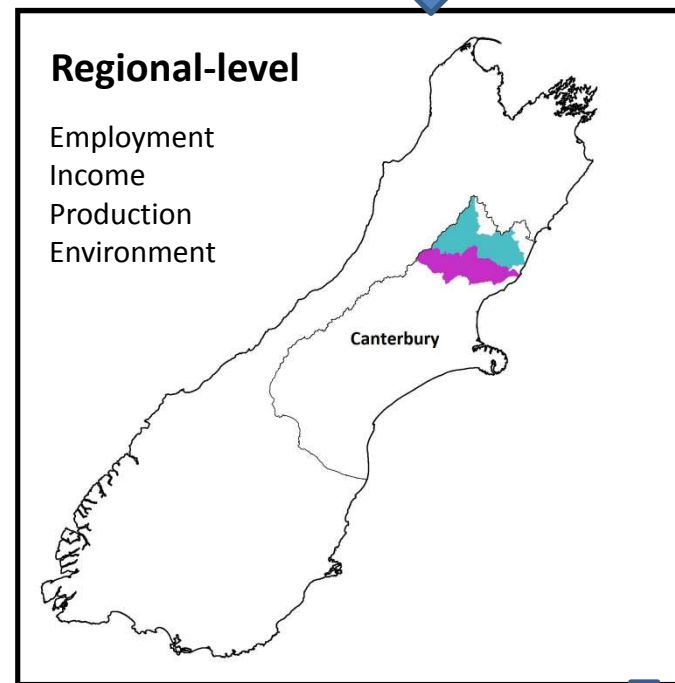 Regional-level
Employment
Income
Production
Environment
Canterbury